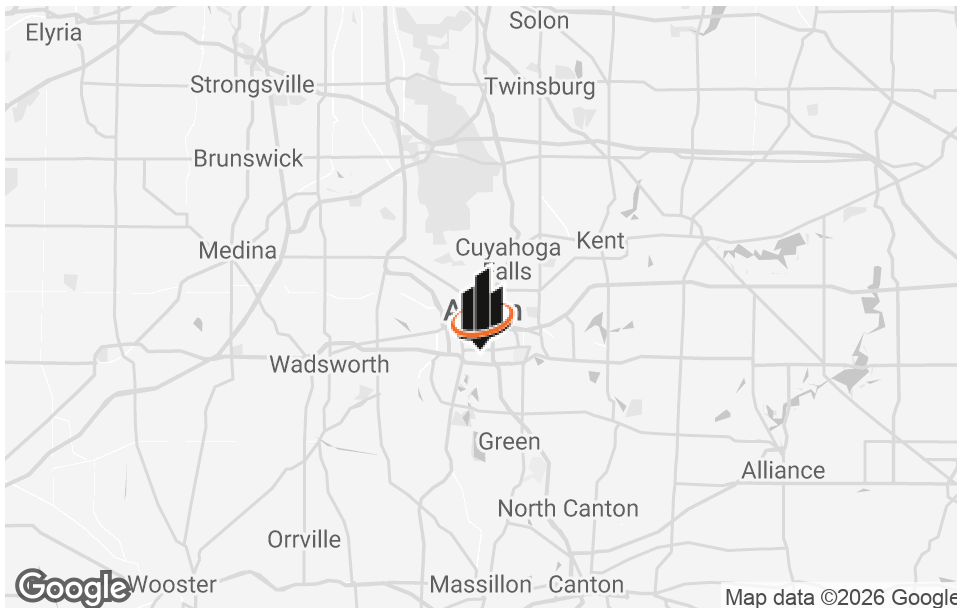 Solon
Elyria
Strongsville
Twinsburg
Brunswick
Kent
Medina
Cuyahoga
Falls
Wadsworth
Green
Alliance
North Canton
Orrville
Google
Wooster
Massillon
Canton
Map data ©2026 Google